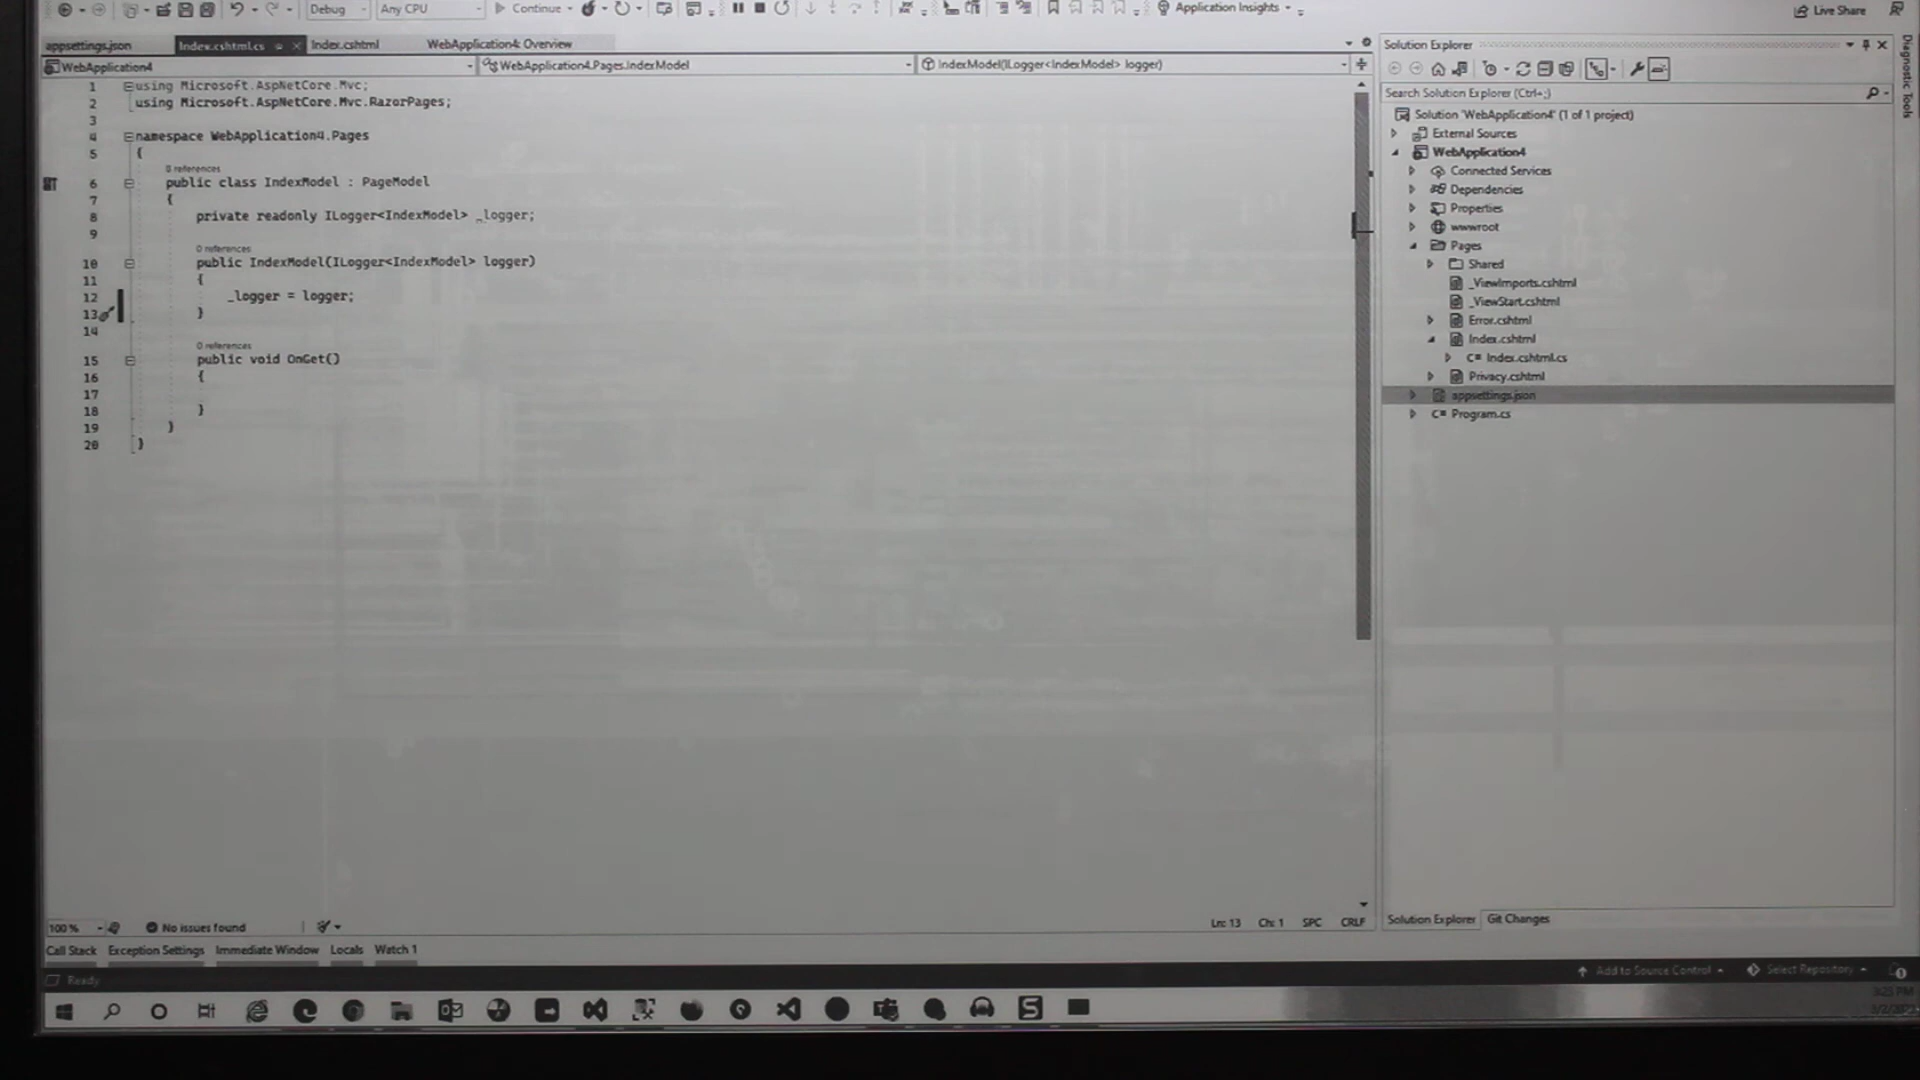 Debug Any CPU Continue Application Insights Live Share
appsettings.json Index.cshtml.cs Index.cshtml WebApplication4: Overview
WebApplication4 WebApplication4.Pages.IndexModel IndexModel(ILogger<IndexModel> logger)
1 using Microsoft.AspNetCore.Mvc;
2 using Microsoft.AspNetCore.Mvc.RazorPages;
3
4 namespace WebApplication4.Pages
5 {
0 references
6 public class IndexModel : PageModel
7 {
8 private readonly ILogger<IndexModel> _logger;
9
0 references
10 public IndexModel(ILogger<IndexModel> logger)
11 {
12 _logger = logger;
13 }
14
0 references
15 public void OnGet()
16 {
17
18 }
19 }
20 }
100 % No issues found Ln: 13 Ch: 1 SPC CRLF
Call Stack Exception Settings Immediate Window Locals Watch 1
Solution Explorer
Search Solution Explorer (Ctrl+;)
Solution 'WebApplication4' (1 of 1 project)
External Sources
WebApplication4
Connected Services
Dependencies
Properties
wwwroot
Pages
Shared
_ViewImports.cshtml
_ViewStart.cshtml
Error.cshtml
Index.cshtml
C# Index.cshtml.cs
Privacy.cshtml
appsettings.json
C# Program.cs
Solution Explorer Git Changes
Diagnostic Tools
Ready Add to Source Control Select Repository 1
3:25 PM